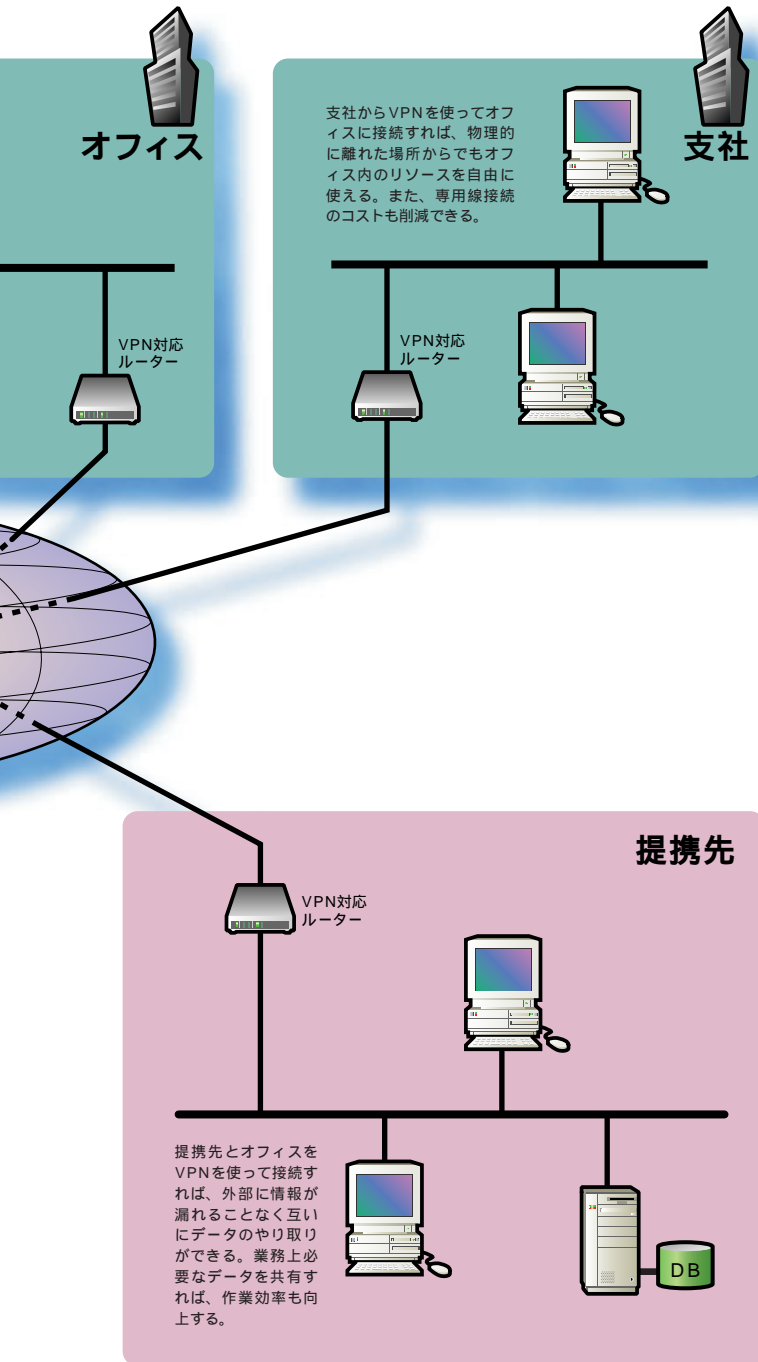 オフィス
VPN対応
ルーター
支社
支社からVPNを使ってオフ
ィスに接続すれば、物理的
に離れた場所からでもオフ
ィス内のリソースを自由に
使える。また、専用線接続
のコストも削減できる。
VPN対応
ルーター
提携先
VPN対応
ルーター
提携先とオフィスを
VPNを使って接続す
れば、外部に情報が
漏れることなく互い
にデータのやり取り
ができる。業務上必
要なデータを共有す
れば、作業効率も向
上する。
DB